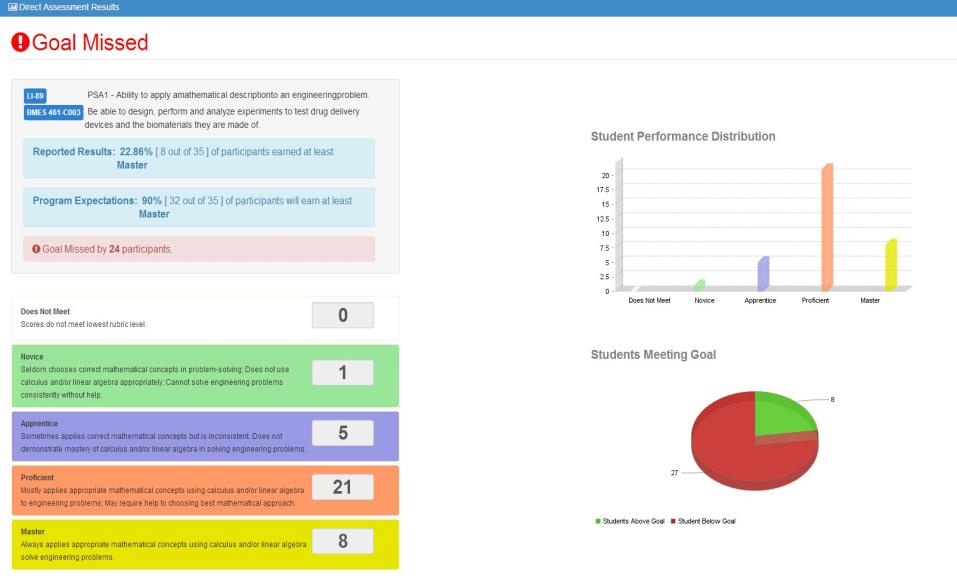 Direct Assessment Results
Goal Missed
LI-89 PSA1 - Ability to apply amathematical descriptionto an engineeringproblem.
BMES 461-C003 Be able to design, perform and analyze experiments to test drug delivery
devices and the biomaterials they are made of.
Reported Results: 22.86% [ 8 out of 35 ] of participants earned at least
Master
Program Expectations: 90% [ 32 out of 35 ] of participants will earn at least
Master
Goal Missed by 24 participants.
Does Not Meet
Scores do not meet lowest rubric level.
0
Novice
Seldom chooses correct mathematical concepts in problem-solving; Does not use
calculus and/or linear algebra appropriately; Cannot solve engineering problems
consistently without help.
1
Apprentice
Sometimes applies correct mathematical concepts but is inconsistent. Does not
demonstrate mastery of calculus and/or linear algebra in solving engineering problems.
5
Proficient
Mostly applies appropriate mathematical concepts using calculus and/or linear algebra
to engineering problems; May require help to choosing best mathematical approach.
21
Master
Always applies appropriate mathematical concepts using calculus and/or linear algebra
solve engineering problems.
8
Student Performance Distribution
20
17.5
15
12.5
10
7.5
5
2.5
0
Does Not Meet Novice Apprentice Proficient Master
Students Meeting Goal
8
27
Students Above Goal Student Below Goal